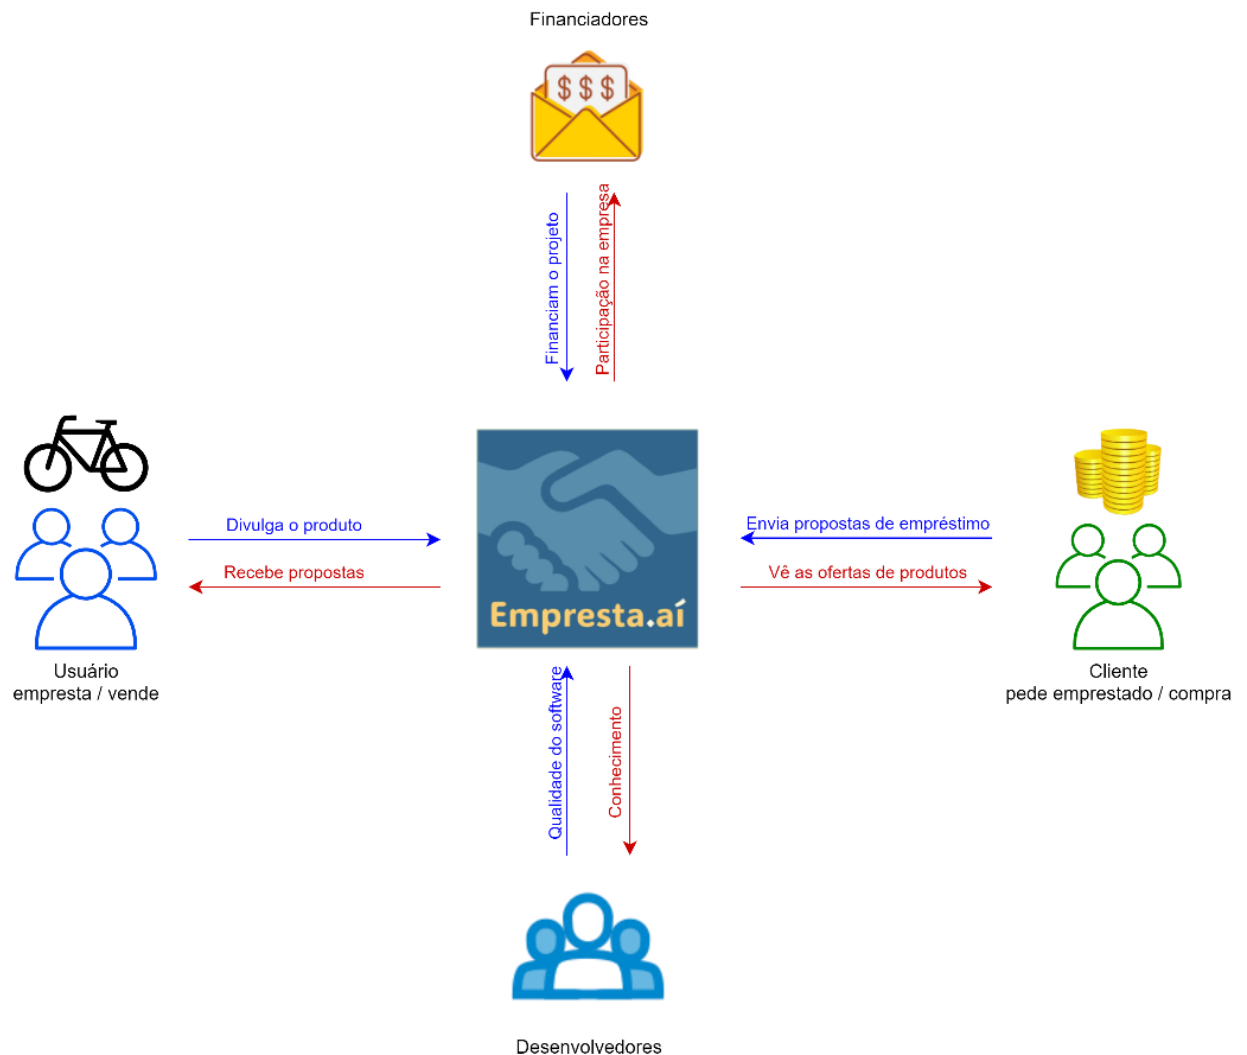 Financiadores
$ $ $
Financiam o projeto
Participação na empresa
Divulga o produto
Recebe propostas
Envia propostas de empréstimo
Vê as ofertas de produtos
Empresta.aí
Usuário
empresta / vende
Cliente
pede emprestado / compra
Qualidade do software
Conhecimento
Desenvolvedores